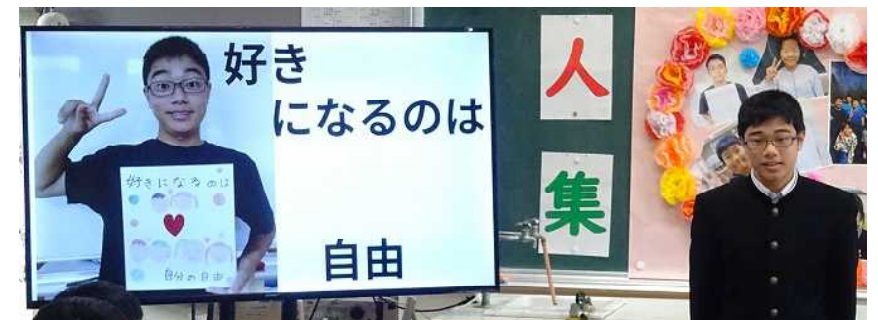 好き
になるのは
自由
好きになるのは
自分の自由
人
集